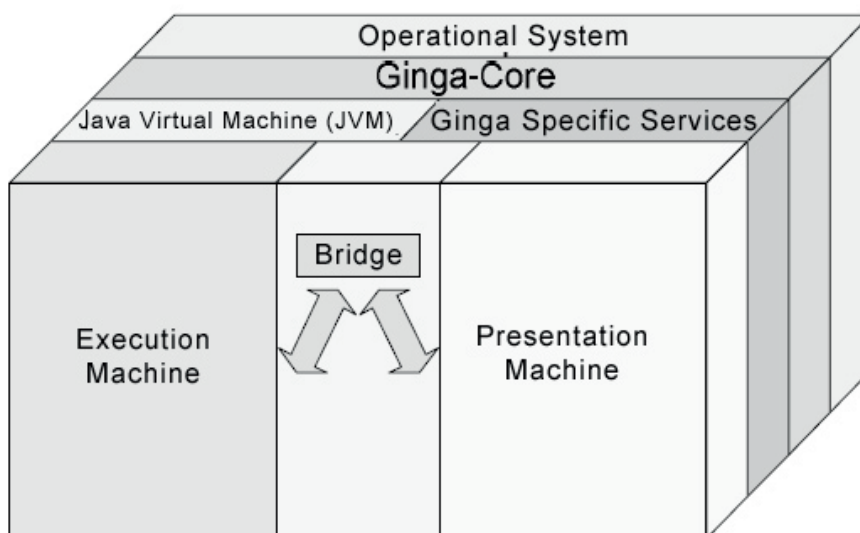 Operational System
Ginga-Core
Java Virtual Machine (JVM)
Ginga Specific Services
Bridge
Execution
Machine
Presentation
Machine